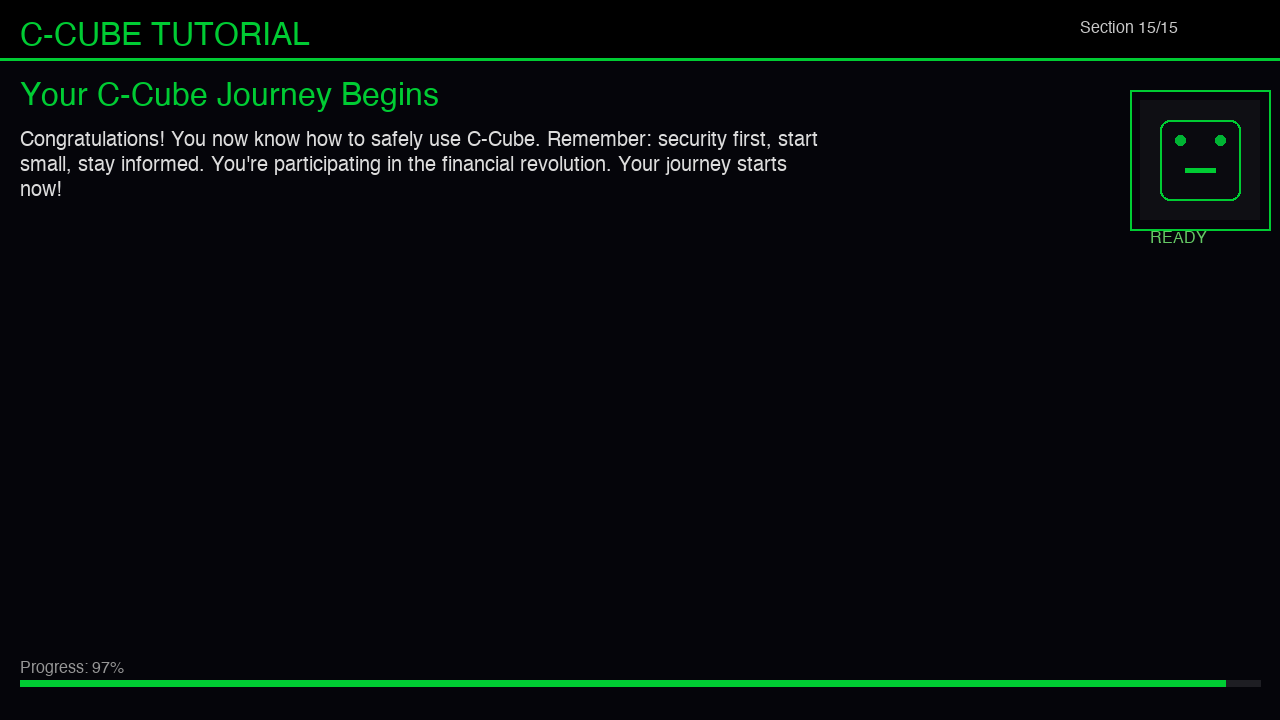 C-CUBE TUTORIAL
Section 15/15
Your C-Cube Journey Begins
Congratulations! You now know how to safely use C-Cube. Remember: security first, start
small, stay informed. You're participating in the financial revolution. Your journey starts
now!
READY
Progress: 97%